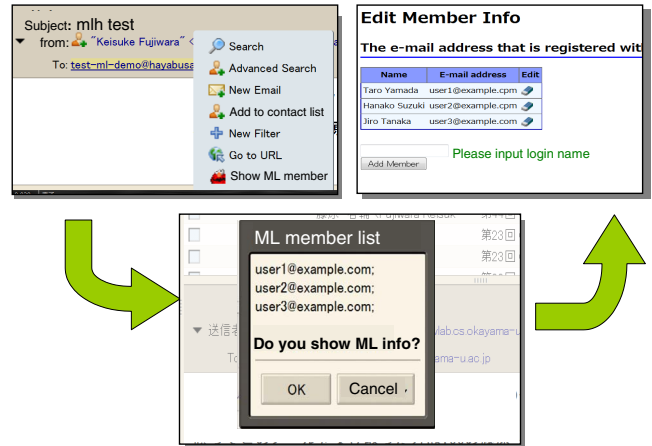 Subject: mlh test
from: "Keisuke Fujiwara" <
To: test-ml-demo@hayabusa
Search
Advanced Search
New Email
Add to contact list
New Filter
Go to URL
Show ML member
Edit Member Info
The e-mail address that is registered wit
Name E-mail address Edit
Taro Yamada user1@example.cpm
Hanako Suzuki user2@example.cpm
Jiro Tanaka user3@example.com
Please input login name
Add Member
第23回
第23回
ML member list
user1@example.com;
user2@example.com;
user3@example.com;
Do you show ML info?
OK Cancel
送信者
ylab.cs.okayama-u
To
ama-u.ac.jp